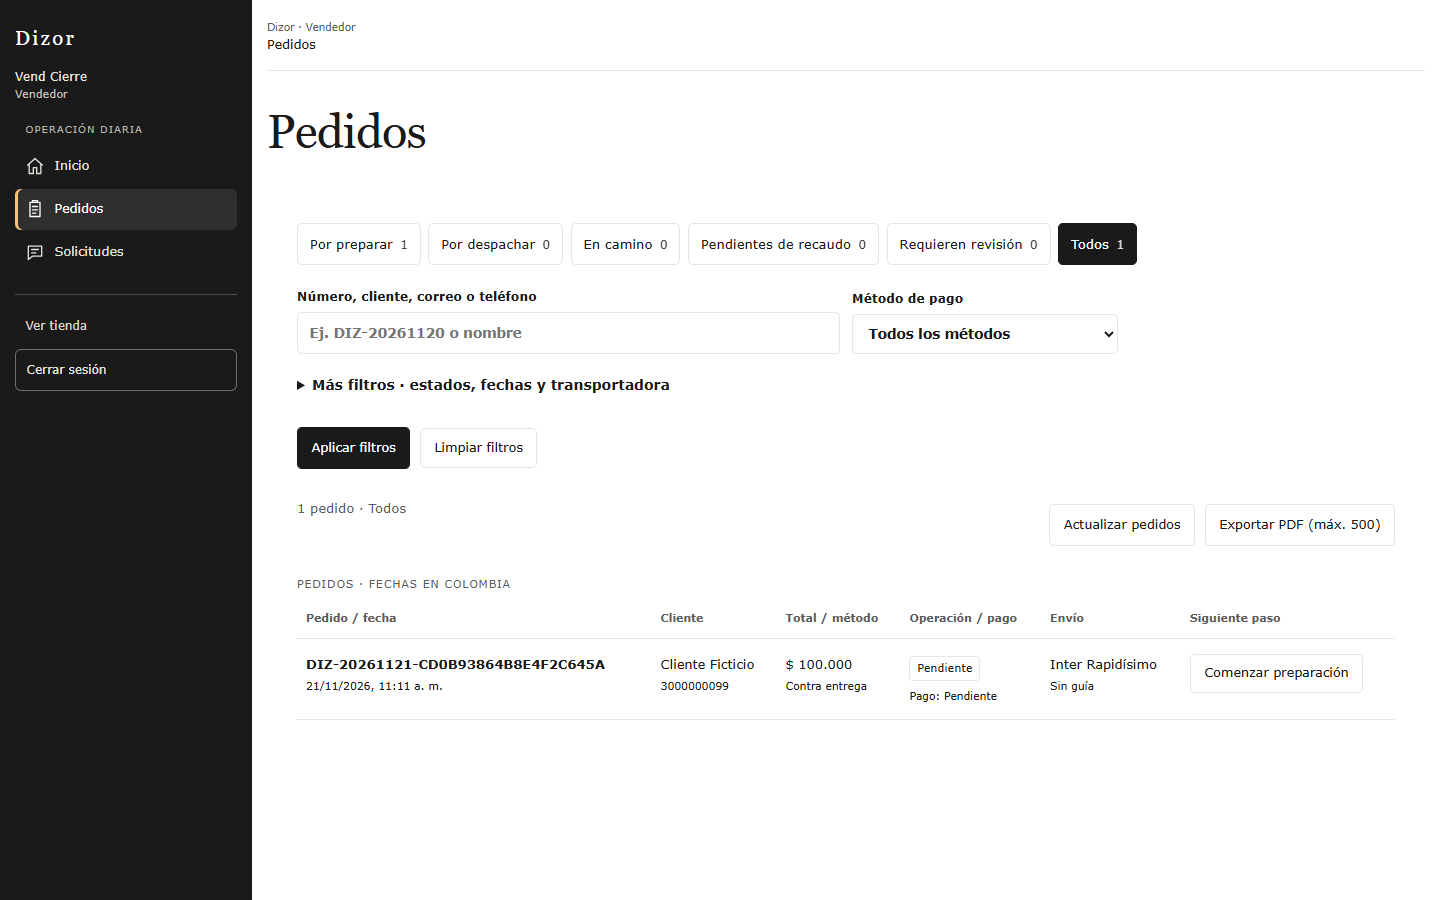 Dizor
Vend Cierre
Vendedor
OPERACIÓN DIARIA
Inicio
Pedidos
Solicitudes
Ver tienda
Cerrar sesión
Dizor · Vendedor
Pedidos
Pedidos
Por preparar 1 Por despachar 0 En camino 0 Pendientes de recaudo 0 Requieren revisión 0 Todos 1
Número, cliente, correo o teléfono
Ej. DIZ-20261120 o nombre
Método de pago
Todos los métodos
Más filtros · estados, fechas y transportadora
Aplicar filtros Limpiar filtros
1 pedido · Todos
Actualizar pedidos Exportar PDF (máx. 500)
PEDIDOS · FECHAS EN COLOMBIA
Pedido / fecha Cliente Total / método Operación / pago Envío Siguiente paso
DIZ-20261121-CD0B93864B8E4F2C645A Cliente Ficticio $ 100.000 Pendiente Inter Rapidísimo Comenzar preparación
21/11/2026, 11:11 a. m. 3000000099 Contra entrega Pago: Pendiente Sin guía